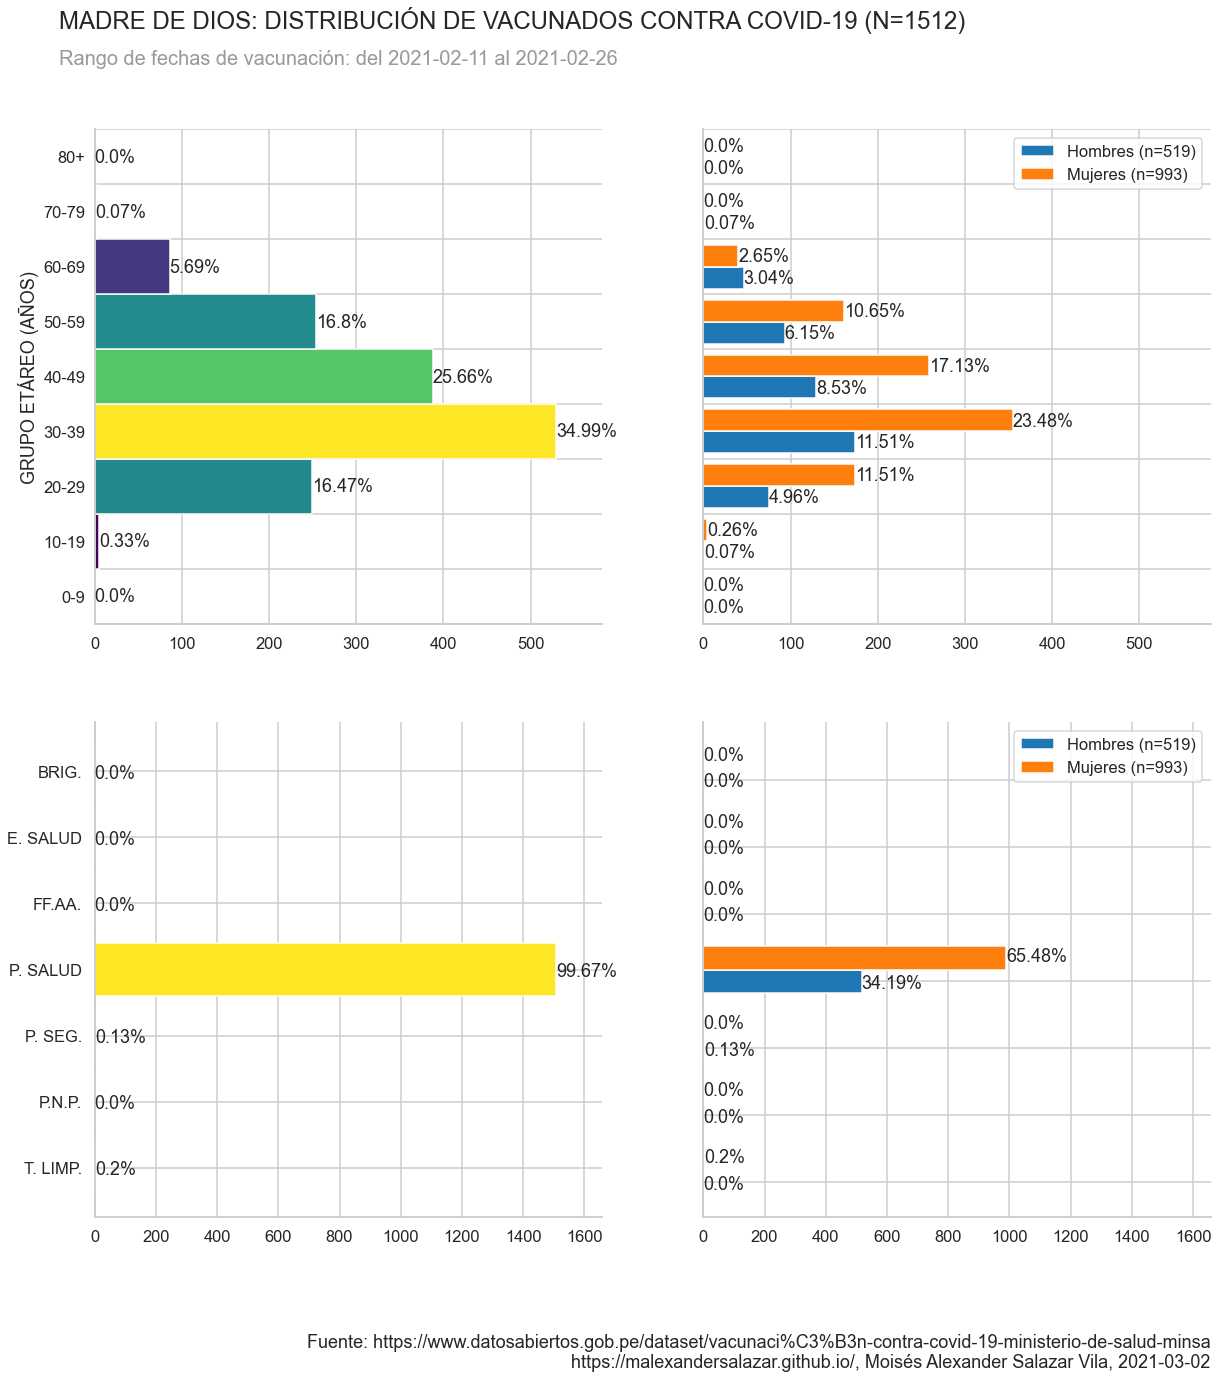 MADRE DE DIOS: DISTRIBUCIÓN DE VACUNADOS CONTRA COVID-19 (N=1512)
Rango de fechas de vacunación: del 2021-02-11 al 2021-02-26
GRUPO ETÁREO (AÑOS)
80+ 0.0%
70-79 0.07%
60-69 5.69%
50-59 16.8%
40-49 25.66%
30-39 34.99%
20-29 16.47%
10-19 0.33%
0-9 0.0%
0 100 200 300 400 500
Hombres (n=519)
Mujeres (n=993)
0.0%
0.0%
0.0%
0.07%
2.65%
3.04%
10.65%
6.15%
17.13%
8.53%
23.48%
11.51%
11.51%
4.96%
0.26%
0.07%
0.0%
0.0%
0 100 200 300 400 500
BRIG. 0.0%
E. SALUD 0.0%
FF.AA. 0.0%
P. SALUD 99.67%
P. SEG. 0.13%
P.N.P. 0.0%
T. LIMP. 0.2%
0 200 400 600 800 1000 1200 1400 1600
Hombres (n=519)
Mujeres (n=993)
0.0%
0.0%
0.0%
0.0%
0.0%
0.0%
65.48%
34.19%
0.0%
0.13%
0.0%
0.0%
0.2%
0.0%
0 200 400 600 800 1000 1200 1400 1600
Fuente: https://www.datosabiertos.gob.pe/dataset/vacunaci%C3%B3n-contra-covid-19-ministerio-de-salud-minsa
https://malexandersalazar.github.io/, Moisés Alexander Salazar Vila, 2021-03-02